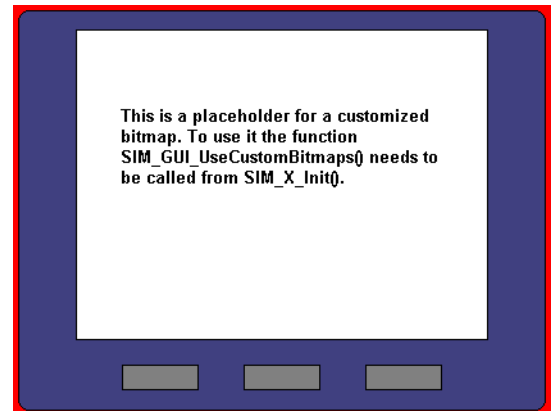 This is a placeholder for a customized
bitmap. To use it the function
SIM_GUI_UseCustomBitmaps() needs to
be called from SIM_X_Init().